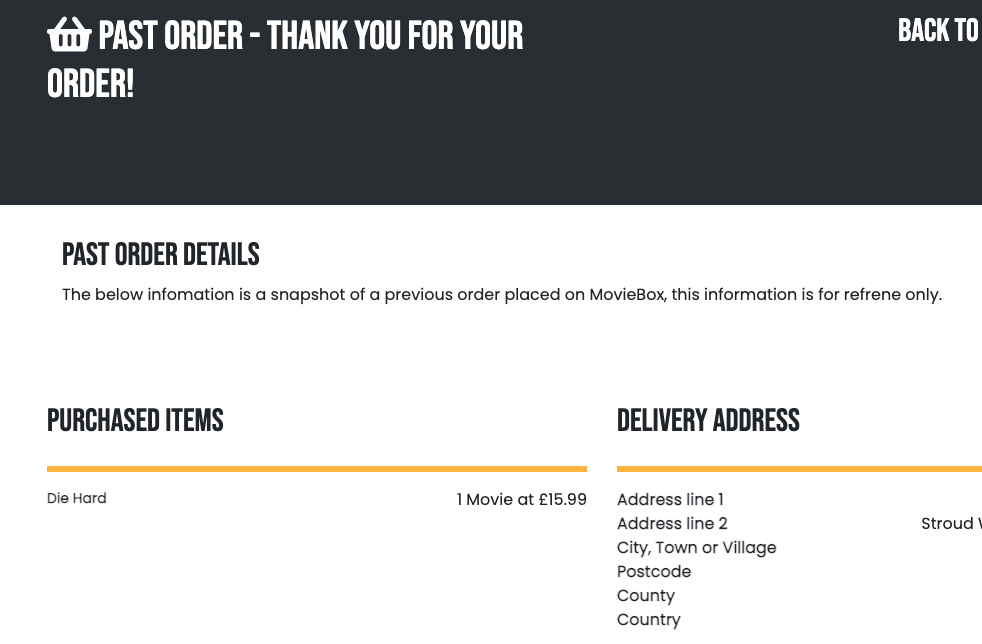 PAST ORDER - THANK YOU FOR YOUR
ORDER!
BACK TO
PAST ORDER DETAILS
The below infomation is a snapshot of a previous order placed on MovieBox, this information is for refrene only.
PURCHASED ITEMS
Die Hard 1 Movie at £15.99
DELIVERY ADDRESS
Address line 1
Address line 2 Stroud
City, Town or Village
Postcode
County
Country